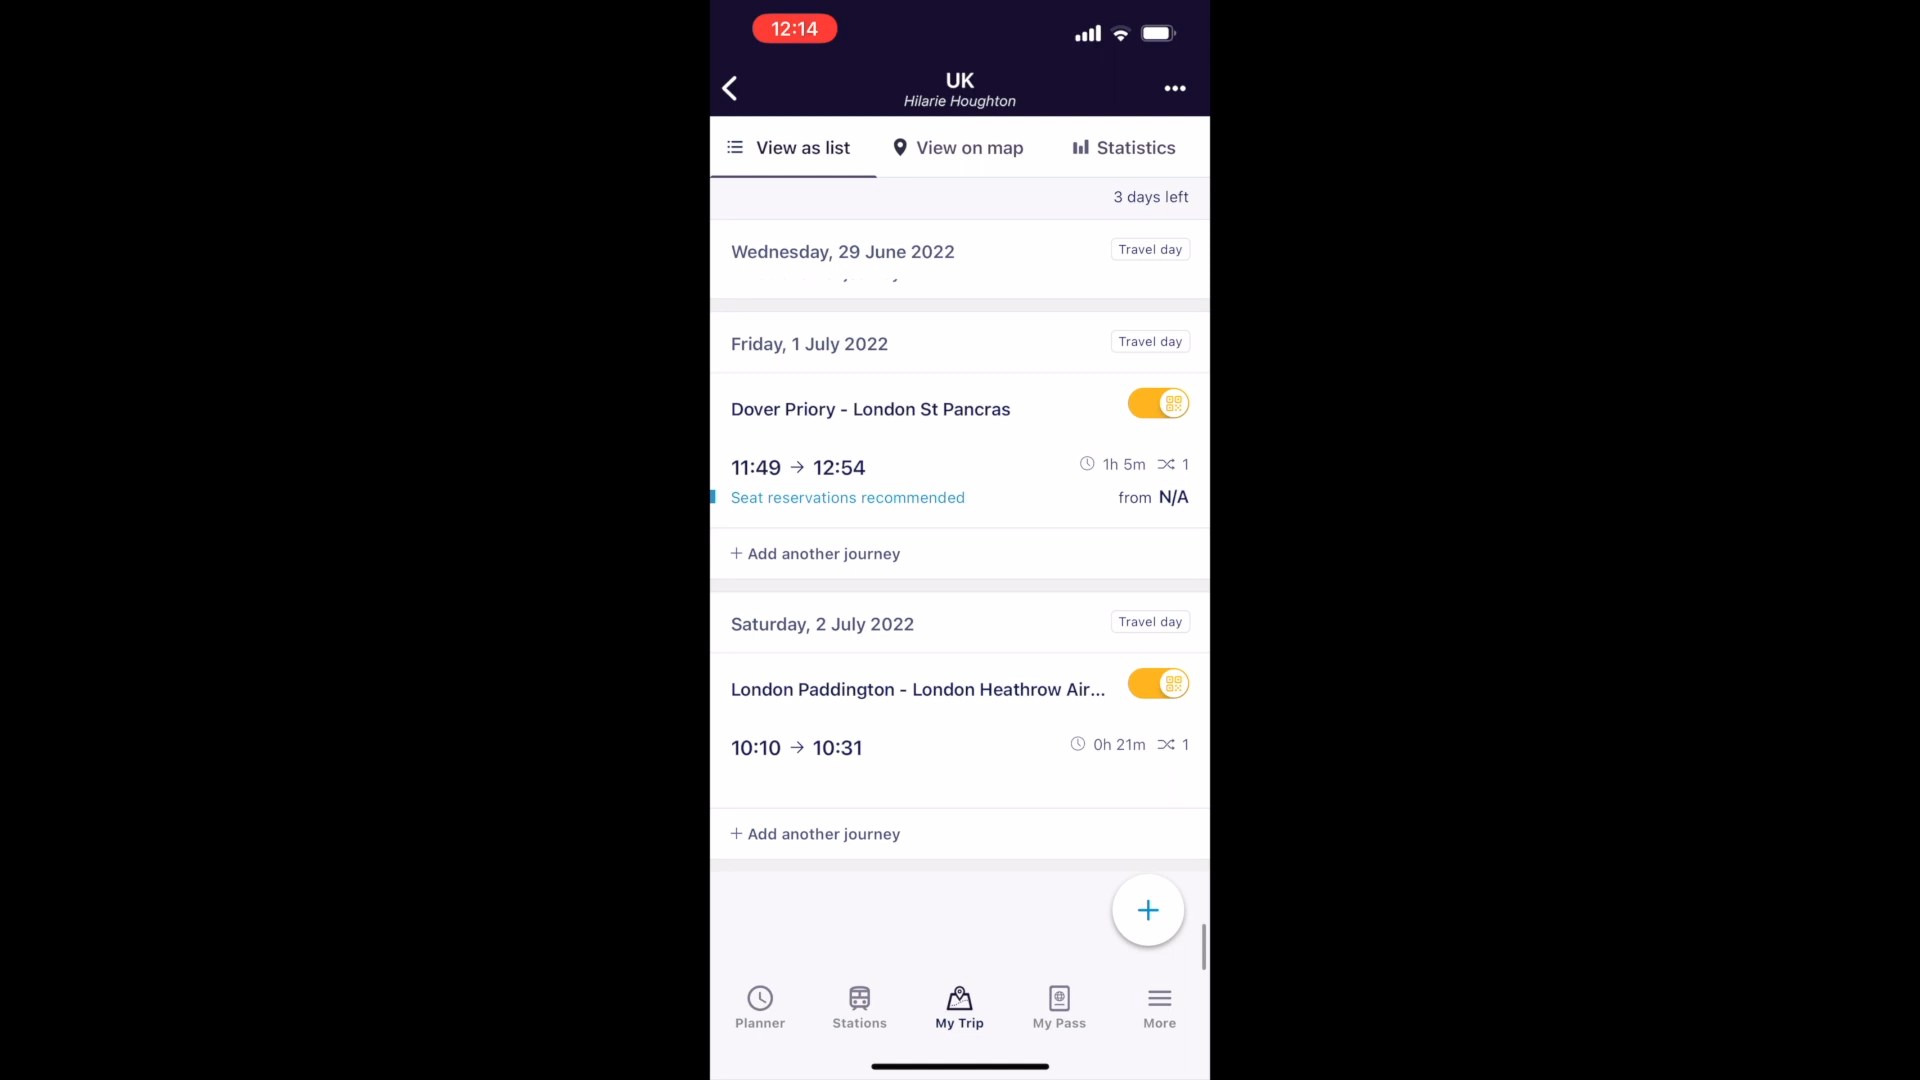 12:14
UK
Hilarie Houghton
View as list
View on map
Statistics
3 days left
Wednesday, 29 June 2022
Travel day
Friday, 1 July 2022
Travel day
Dover Priory - London St Pancras
11:49 → 12:54
1h 5m
1
Seat reservations recommended
from N/A
+ Add another journey
Saturday, 2 July 2022
Travel day
London Paddington - London Heathrow Air...
10:10 → 10:31
0h 21m
1
+ Add another journey
Planner
Stations
My Trip
My Pass
More